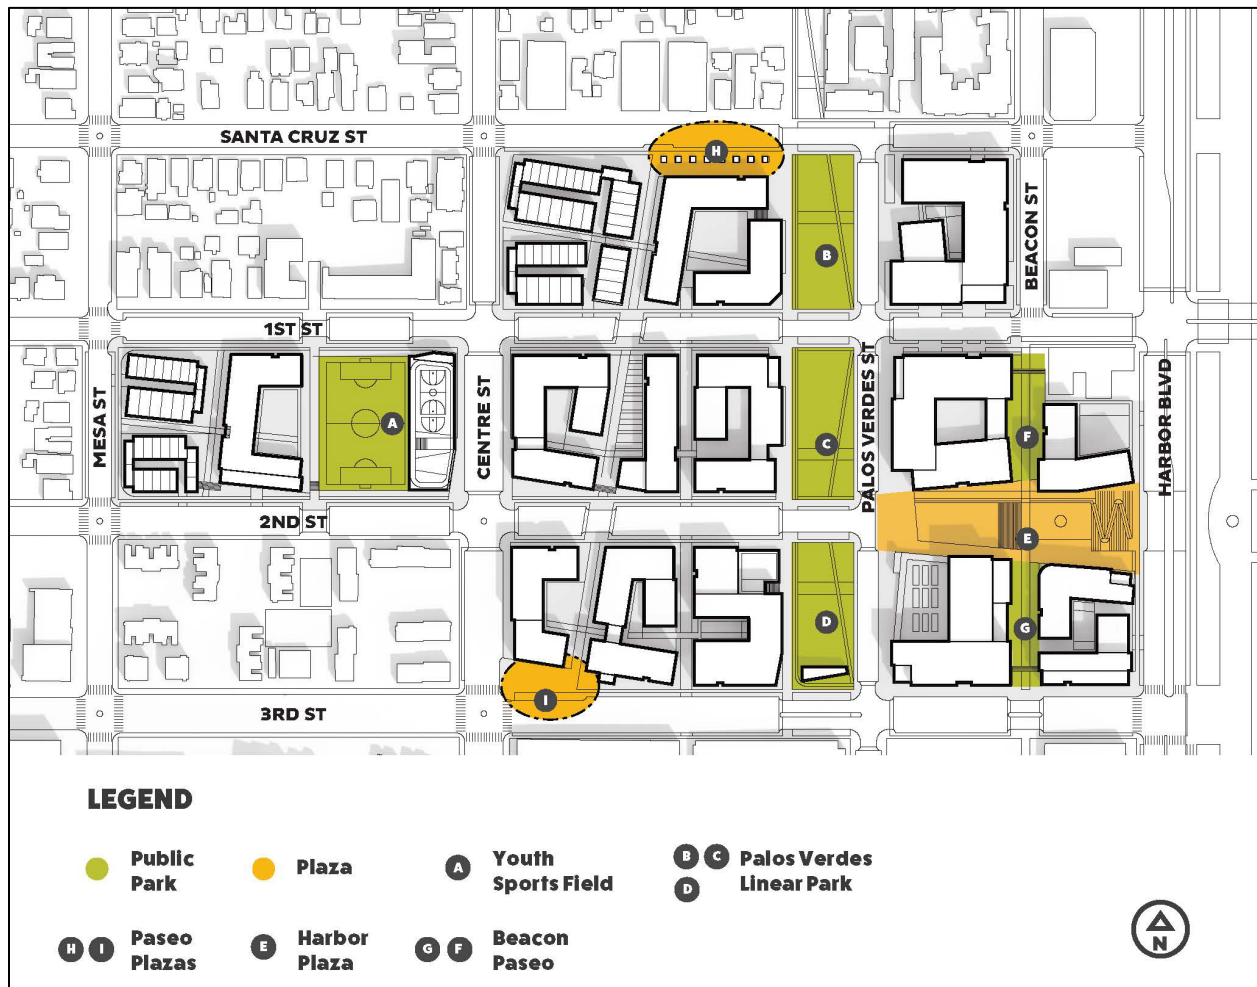 SANTA CRUZ ST
H
B
BEACON ST
1ST ST
MESA ST
A
CENTRE ST
C
PALOS VERDES ST
F
HARBOR BLVD
2ND ST
E
D
G
I
3RD ST
LEGEND
Public
Park
Plaza
A
Youth
Sports Field
B C
D
Palos Verdes
Linear Park
H I
Paseo
Plazas
E
Harbor
Plaza
G F
Beacon
Paseo
N